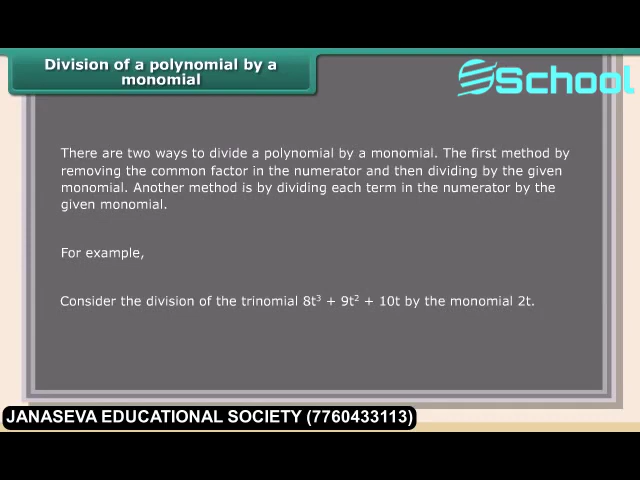 Division of a polynomial by a
monomial
School
There are two ways to divide a polynomial by a monomial. The first method by
removing the common factor in the numerator and then dividing by the given
monomial. Another method is by dividing each term in the numerator by the
given monomial.
For example,
Consider the division of the trinomial 8t³ + 9t² + 10t by the monomial 2t.
JANASEVA EDUCATIONAL SOCIETY (7760433113)